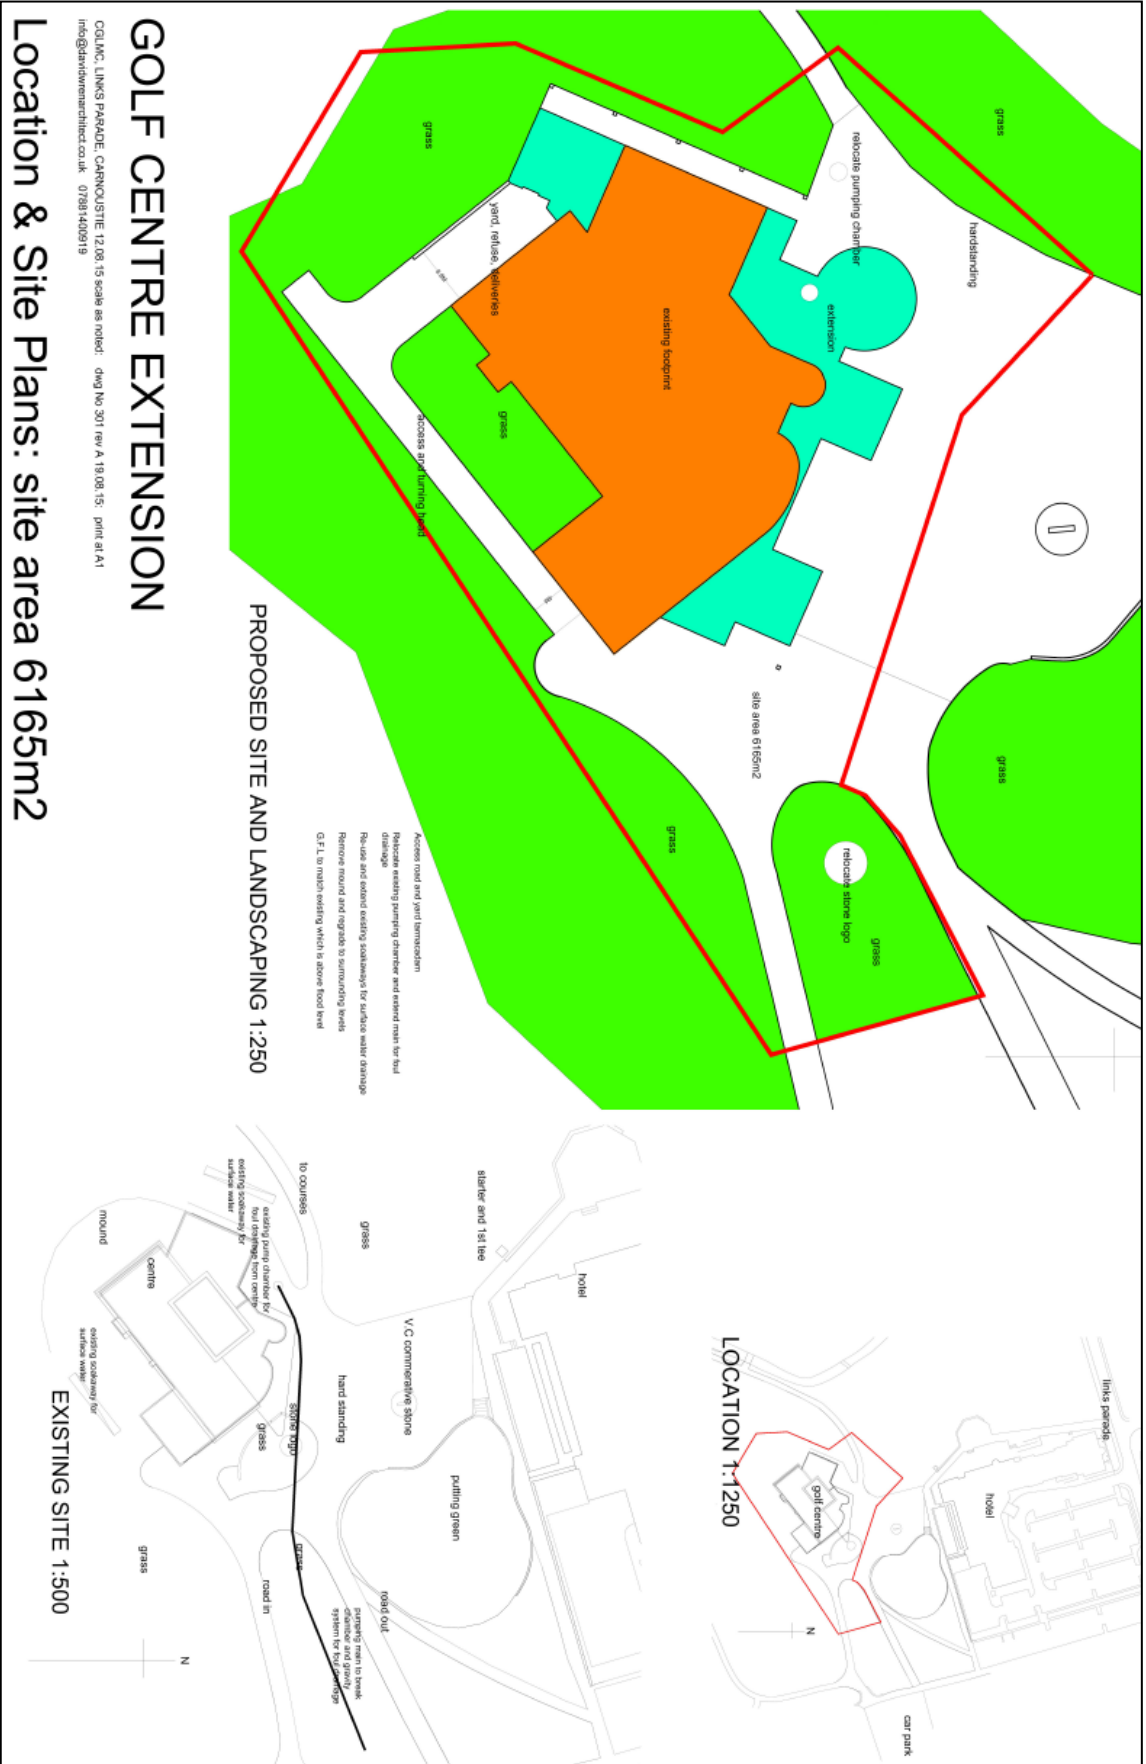 grass
grass
relocate pumping chamber
hardstanding
yard, refuse, deliveries
extension
existing footprint
grass
access and turning head
site area 6165m2
grass
grass
relocate stone logo
grass
PROPOSED SITE AND LANDSCAPING 1:250
Access road and yard tarmacadam
Relocate existing pumping chamber and extend main for foul
drainage
Re-use and extend existing soakaways for surface water drainage
Remove mound and regrade to surrounding levels
G.F.L to match existing which is above flood level
GOLF CENTRE EXTENSION
CGLMC, LINKS PARADE, CARNOUSTIE 12.08.15 scale as noted: dwg No 301 rev A 19.08.15: print at A1
info@davidwrenarchitect.co.uk 07881400919
Location & Site Plans: site area 6165m2
links parade
hotel
golf centre
N
car park
LOCATION 1:1250
starter and 1st tee
hotel
to courses
grass
V.C commerative stone
existing soakaway for
surface water
existing pump chamber for
foul drainage from centre
hard standing
mound
centre
stone logo
grass
putting green
existing soakaway for
surface water
grass
road in
road out
grass
pumping main to break
chamber and gravity
system for foul drainage
N
EXISTING SITE 1:500